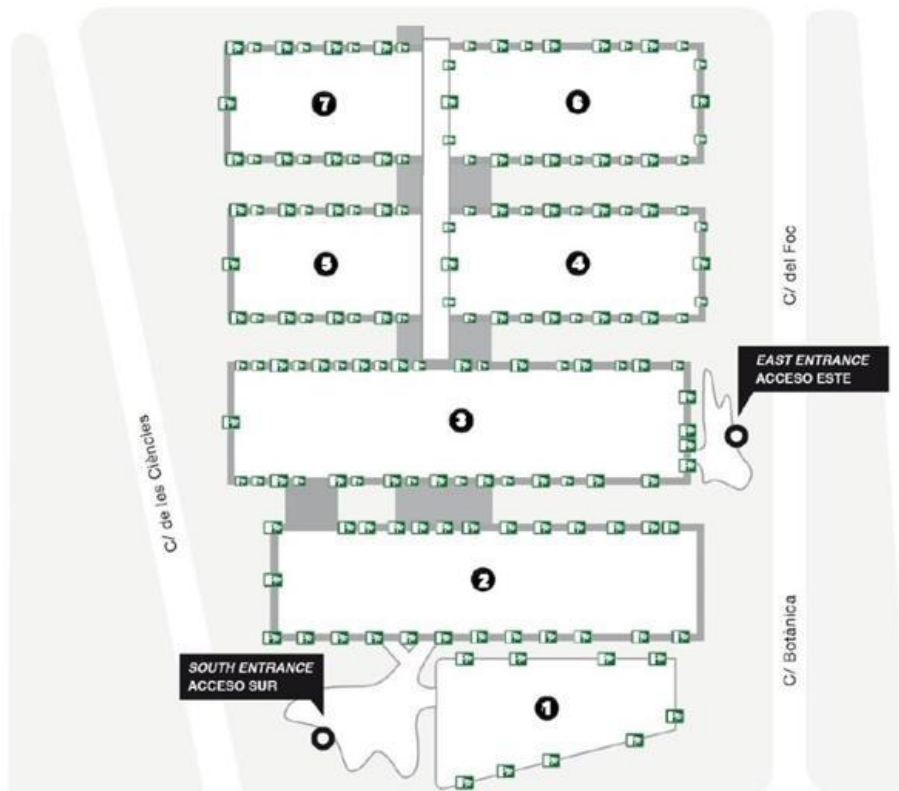 7
6
5
4
C/ del Foc
EAST ENTRANCE
ACCESO ESTE
3
C/ de les Ciències
2
C/ Botànica
SOUTH ENTRANCE
ACCESO SUR
1